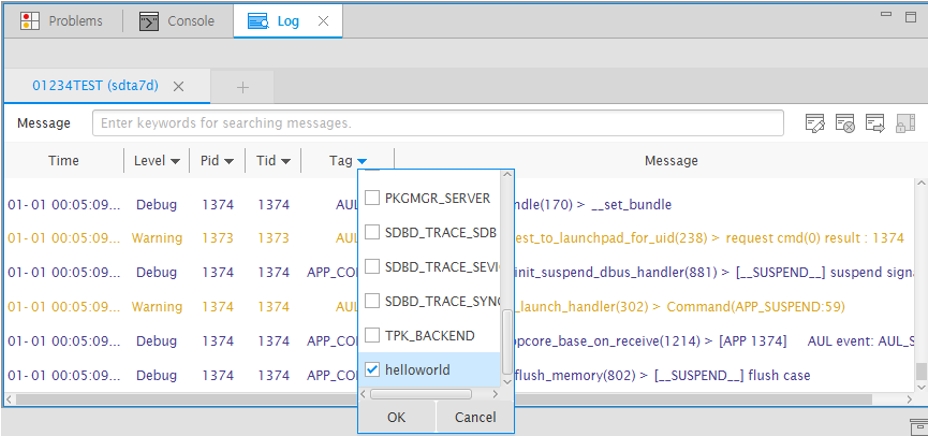 Problems Console Log
01234TEST (sdta7d)
Message Enter keywords for searching messages.
Time Level Pid Tid Tag Message
01-01 00:05:09... Debug 1374 1374 AUL ndle(170) > __set_bundle
01-01 00:05:09... Warning 1373 1373 AUL est_to_launchpad_for_uid(238) > request cmd(0) result : 1374
01-01 00:05:09... Debug 1374 1374 APP_CO init_suspend_dbus_handler(881) > [__SUSPEND__] suspend signa
01-01 00:05:09... Warning 1374 1374 AUL _launch_handler(302) > Command(APP_SUSPEND:59)
01-01 00:05:09... Debug 1374 1374 APP_CO pcore_base_on_receive(1214) > [APP 1374] AUL event: AUL_S
01-01 00:05:09... Debug 1374 1374 APP_CO flush_memory(802) > [__SUSPEND__] flush case
PKGMGR_SERVER
SDBD_TRACE_SDB
SDBD_TRACE_SEVI
SDBD_TRACE_SYNC
TPK_BACKEND
helloworld
OK Cancel